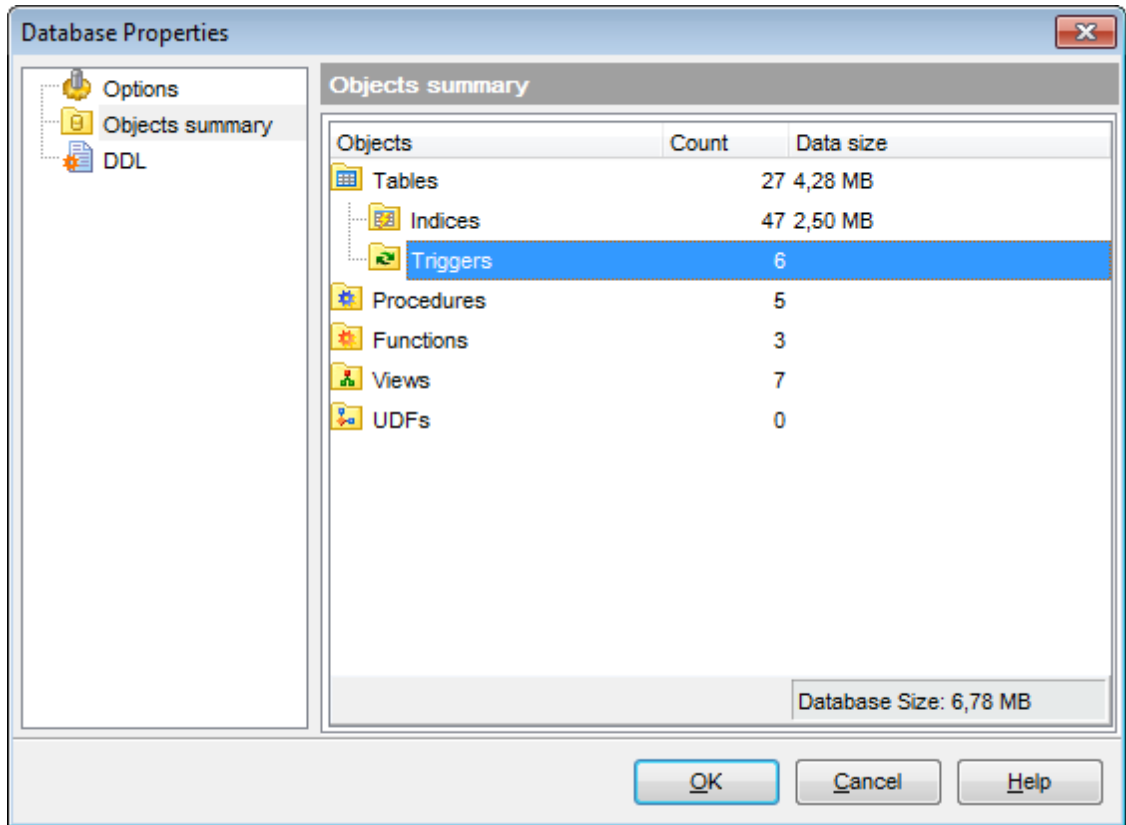 Database Properties
Options
Objects summary
DDL
Objects summary
Objects Count Data size
Tables 27 4,28 MB
Indices 47 2,50 MB
Triggers 6
Procedures 5
Functions 3
Views 7
UDFs 0
Database Size: 6,78 MB
OK Cancel Help